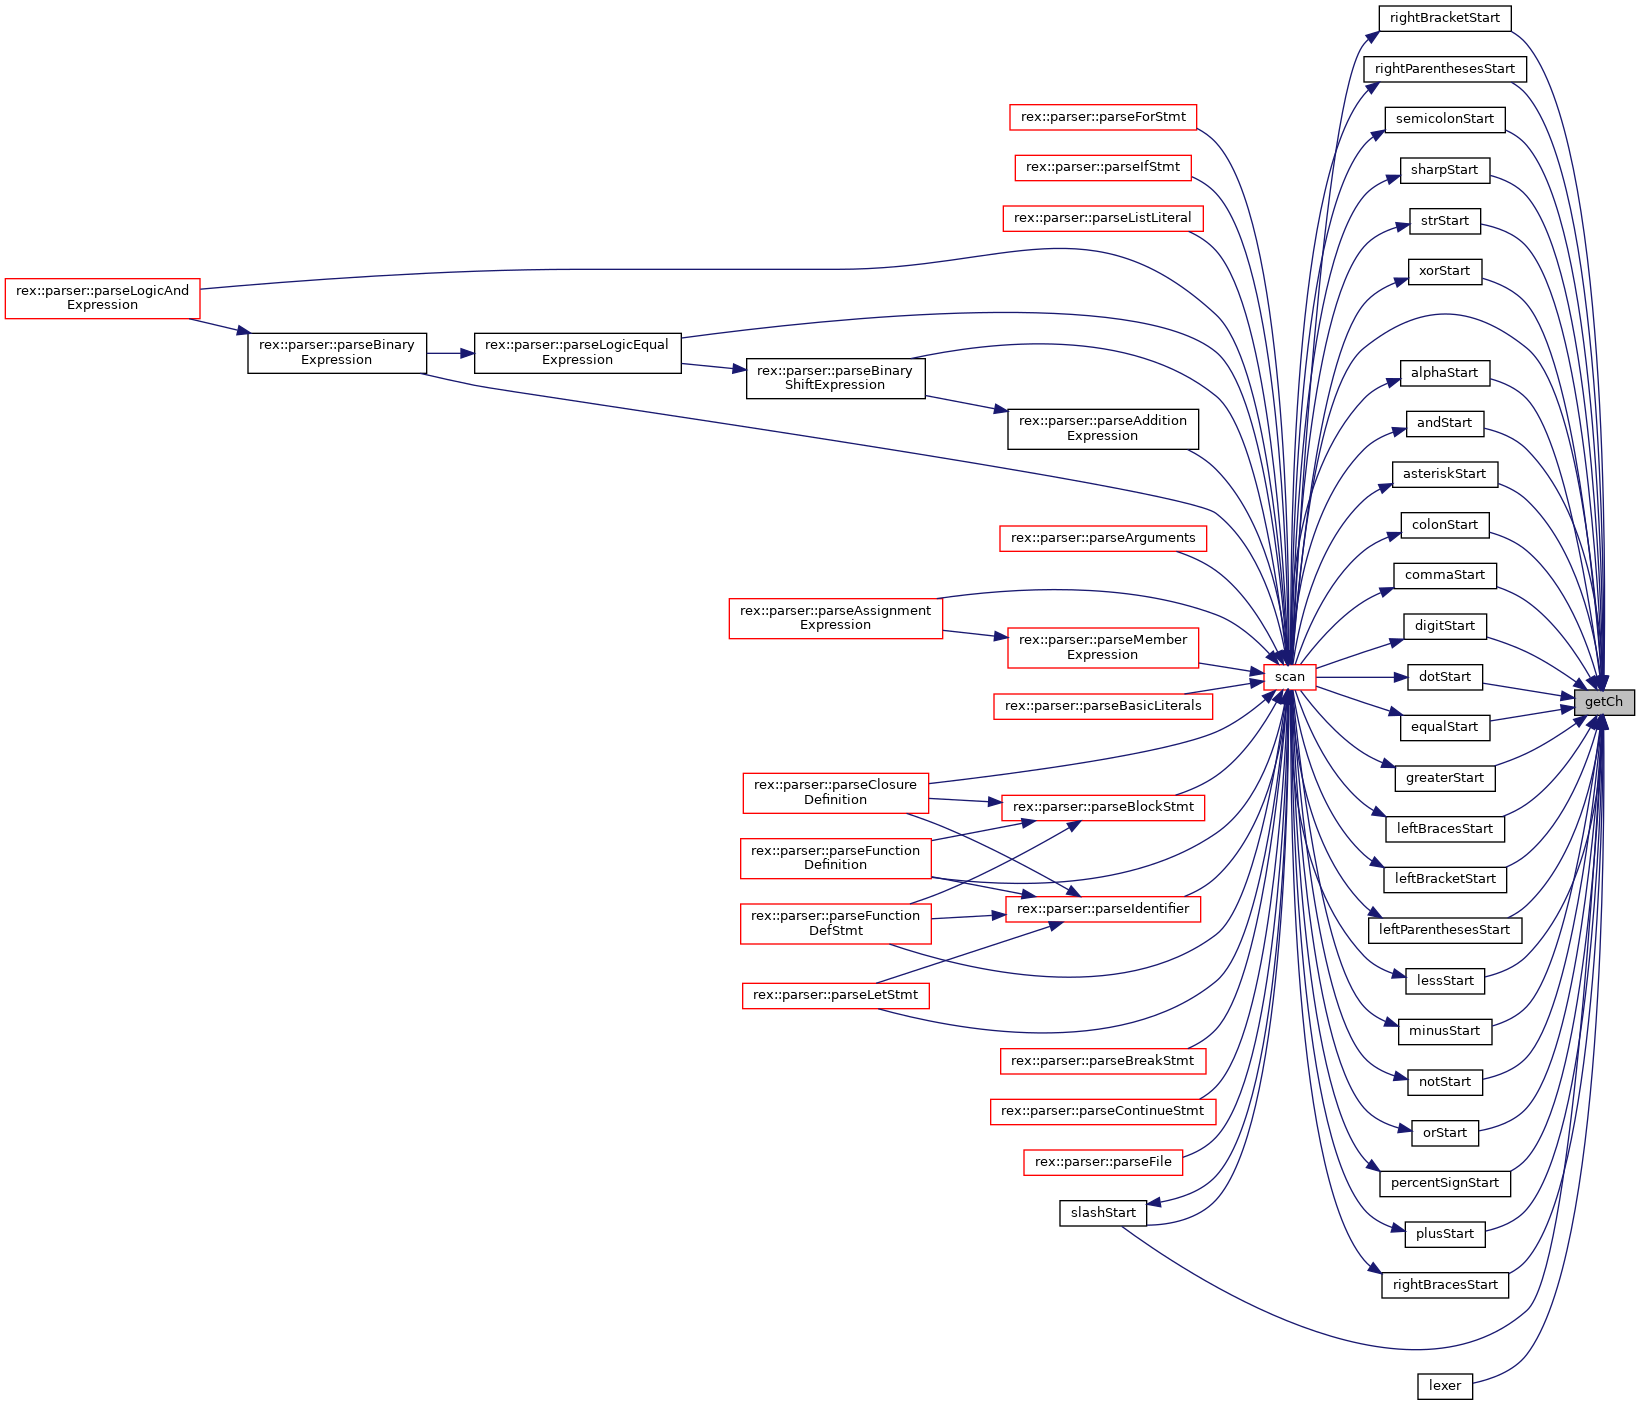 rightBracketStart
rightParenthesesStart
semicolonStart
sharpStart
strStart
xorStart
alphaStart
andStart
asteriskStart
colonStart
commaStart
digitStart
dotStart
equalStart
greaterStart
leftBracesStart
leftBracketStart
leftParenthesesStart
lessStart
minusStart
notStart
orStart
percentSignStart
plusStart
rightBracesStart
lexer
getCh
scan
rex::parser::parseForStmt
rex::parser::parseIfStmt
rex::parser::parseListLiteral
rex::parser::parseLogicAnd
Expression
rex::parser::parseBinary
Expression
rex::parser::parseLogicEqual
Expression
rex::parser::parseBinary
ShiftExpression
rex::parser::parseAddition
Expression
rex::parser::parseArguments
rex::parser::parseAssignment
Expression
rex::parser::parseMember
Expression
rex::parser::parseBasicLiterals
rex::parser::parseClosure
Definition
rex::parser::parseBlockStmt
rex::parser::parseFunction
Definition
rex::parser::parseFunction
DefStmt
rex::parser::parseIdentifier
rex::parser::parseLetStmt
rex::parser::parseBreakStmt
rex::parser::parseContinueStmt
rex::parser::parseFile
slashStart